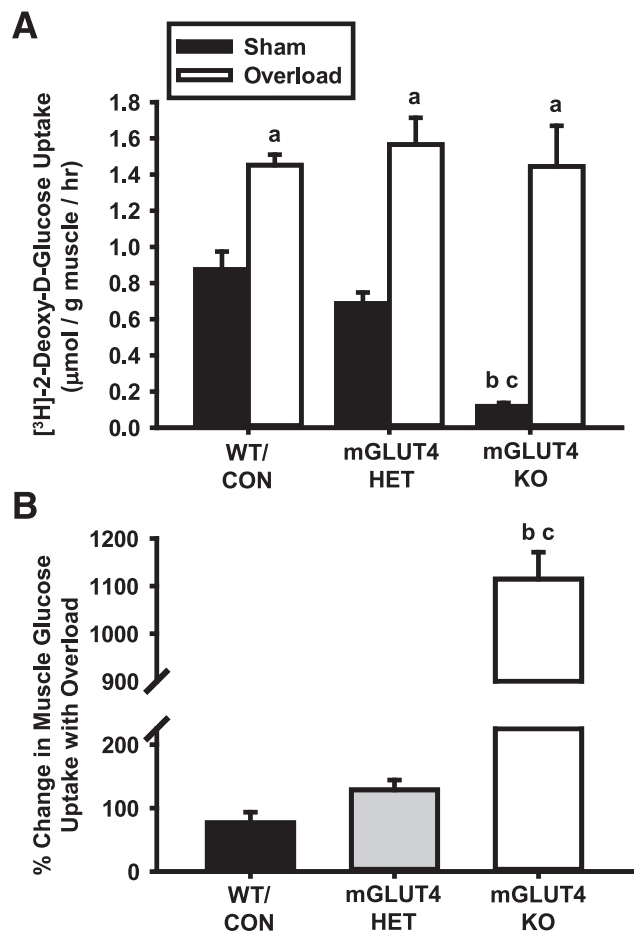 A
Sham
Overload
[³H]-2-Deoxy-D-Glucose Uptake
(µmol / g muscle / hr)
1.8
1.6
1.4
1.2
1.0
0.8
0.6
0.4
0.2
0.0
a
a
a
b c
WT/
CON
mGLUT4
HET
mGLUT4
KO
B
% Change in Muscle Glucose
Uptake with Overload
1200
1100
1000
900
200
100
0
b c
WT/
CON
mGLUT4
HET
mGLUT4
KO